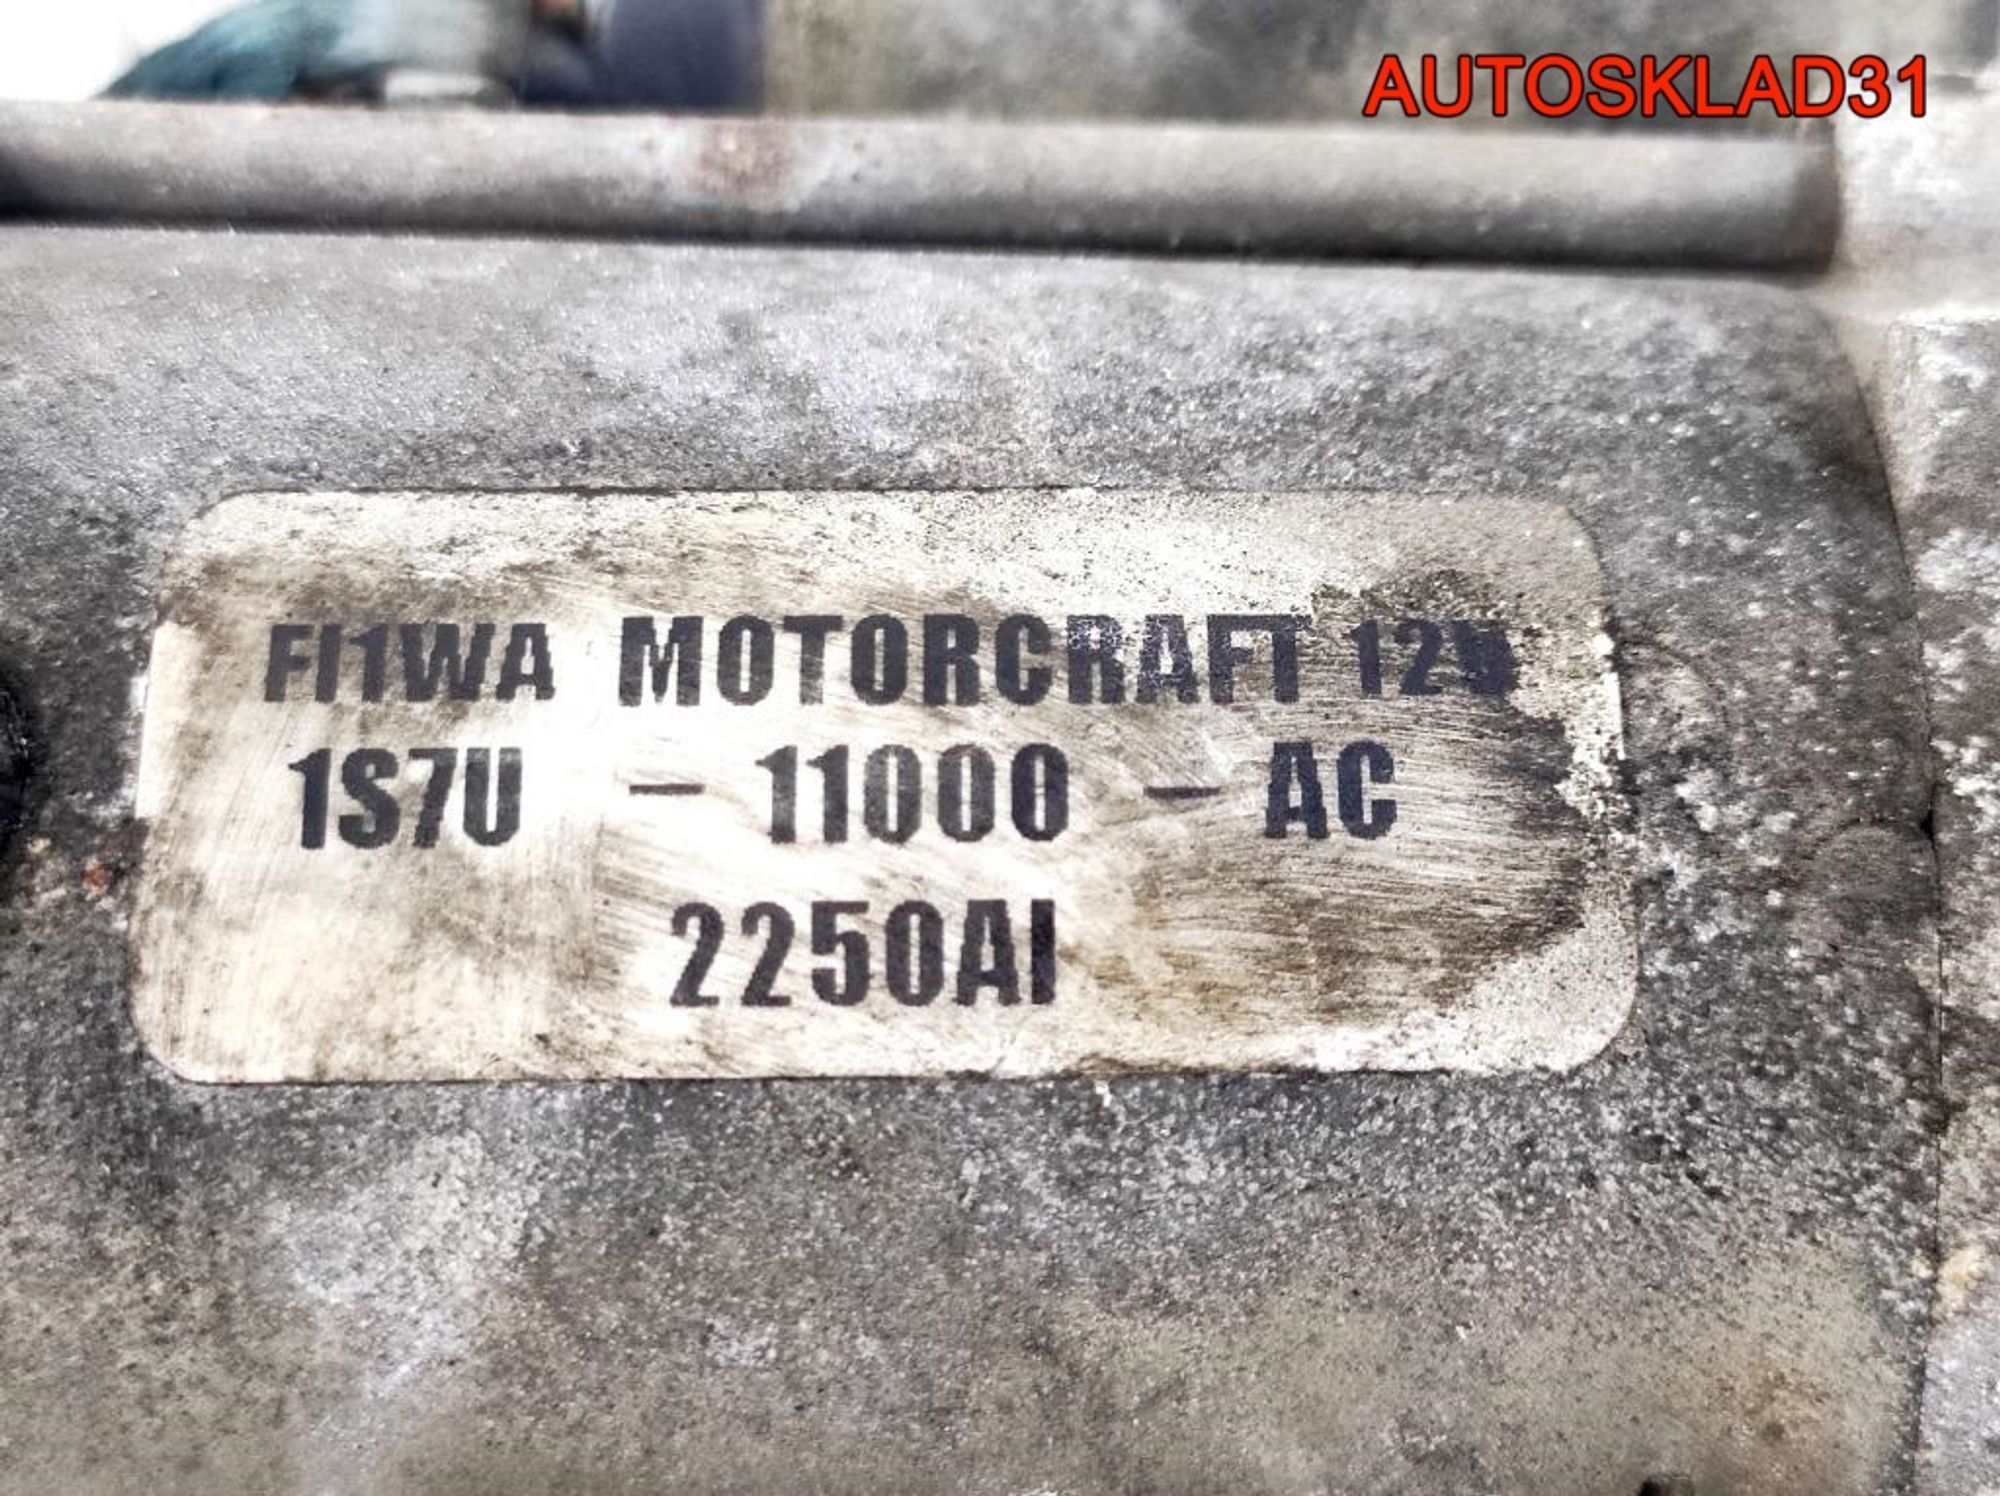 AUTOSKLAD31
FI1WA MOTORCRAFT 12V
1S7U - 11000 - AC
2250AI